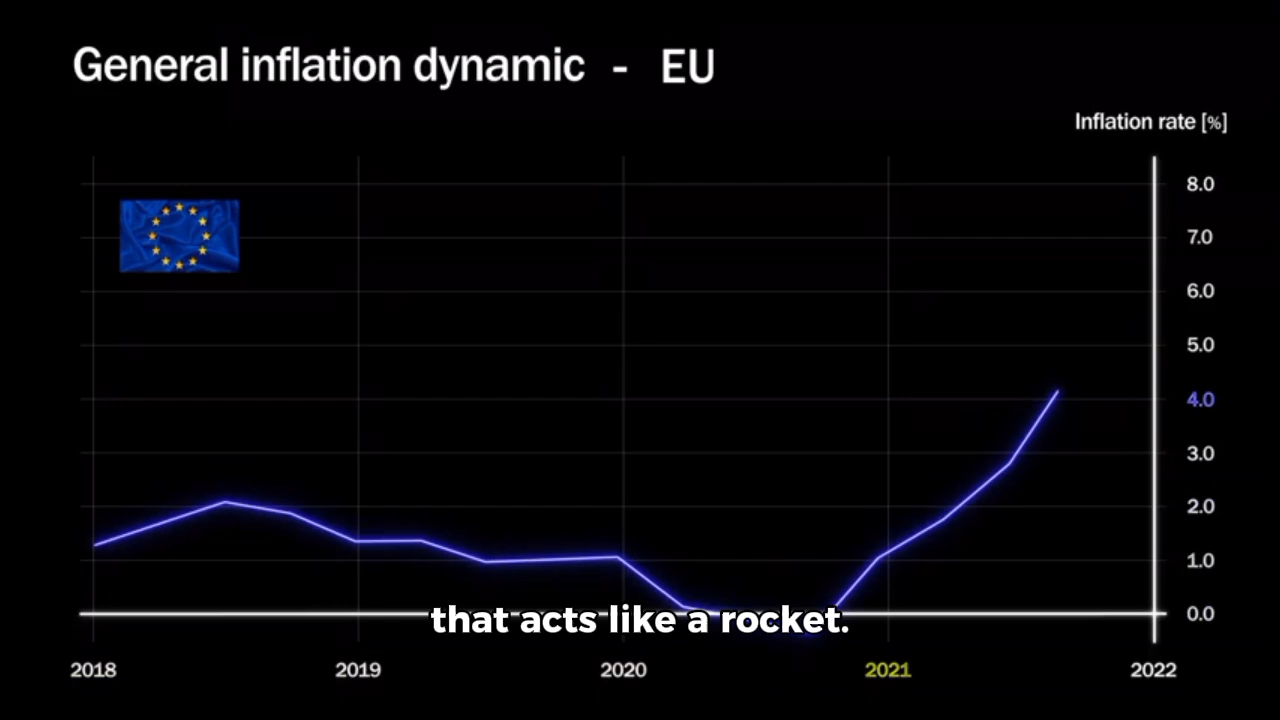 General inflation dynamic - EU
Inflation rate [%]
8.0
7.0
6.0
5.0
4.0
3.0
2.0
1.0
0.0
that acts like a rocket.
2018 2019 2020 2021 2022